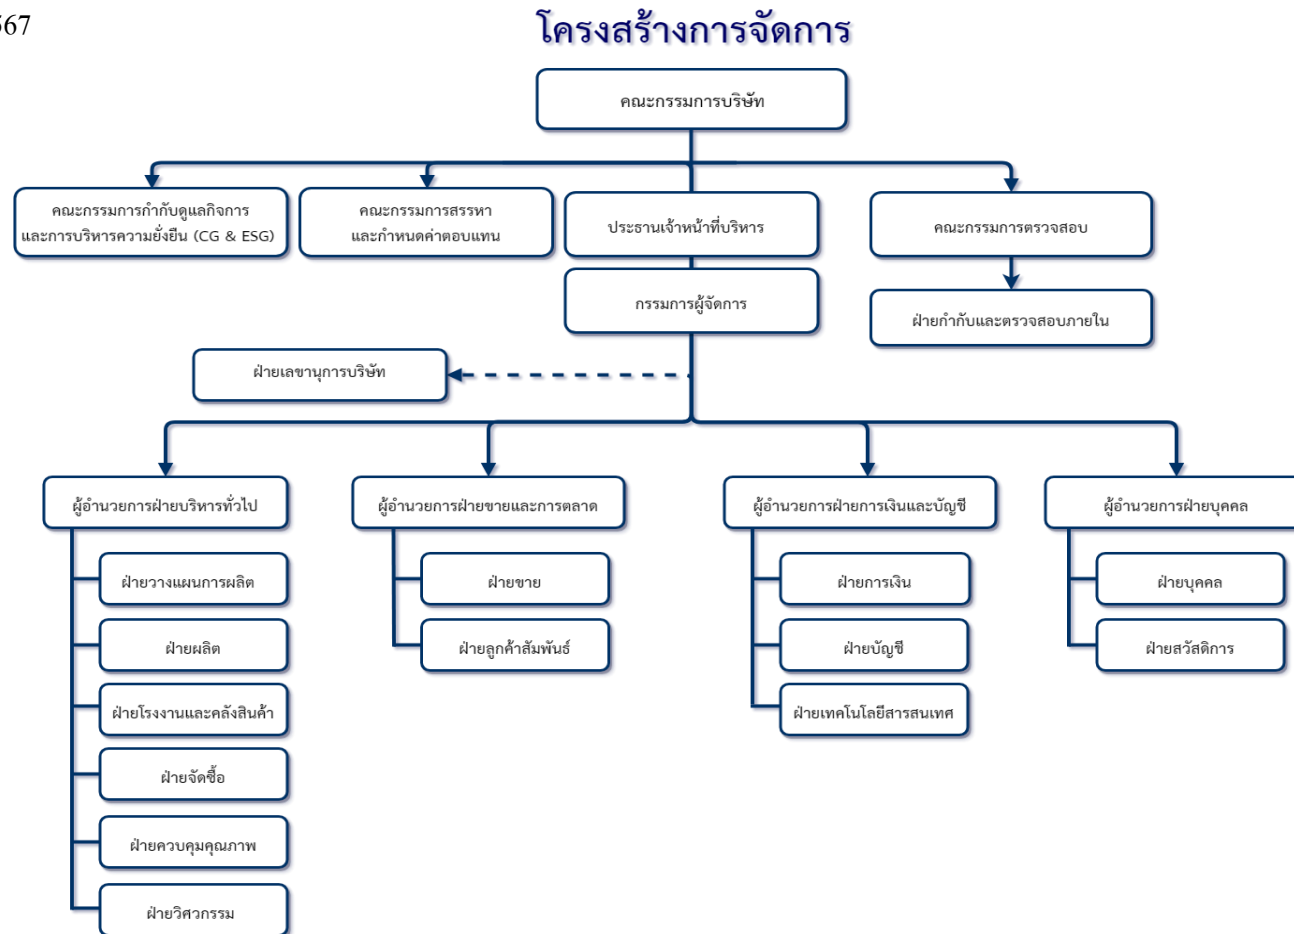 567
โครงสร้างการจัดการ
คณะกรรมการบริษัท
คณะกรรมการกำกับดูแลกิจการ
และการบริหารความยั่งยืน (CG & ESG)
คณะกรรมการสรรหา
และกำหนดค่าตอบแทน
ประธานเจ้าหน้าที่บริหาร
คณะกรรมการตรวจสอบ
กรรมการผู้จัดการ
ฝ่ายกำกับและตรวจสอบภายใน
ฝ่ายเลขานุการบริษัท
ผู้อำนวยการฝ่ายบริหารทั่วไป
ผู้อำนวยการฝ่ายขายและการตลาด
ผู้อำนวยการฝ่ายการเงินและบัญชี
ผู้อำนวยการฝ่ายบุคคล
ฝ่ายวางแผนการผลิต
ฝ่ายขาย
ฝ่ายการเงิน
ฝ่ายบุคคล
ฝ่ายผลิต
ฝ่ายลูกค้าสัมพันธ์
ฝ่ายบัญชี
ฝ่ายสวัสดิการ
ฝ่ายโรงงานและคลังสินค้า
ฝ่ายเทคโนโลยีสารสนเทศ
ฝ่ายจัดซื้อ
ฝ่ายควบคุมคุณภาพ
ฝ่ายวิศวกรรม